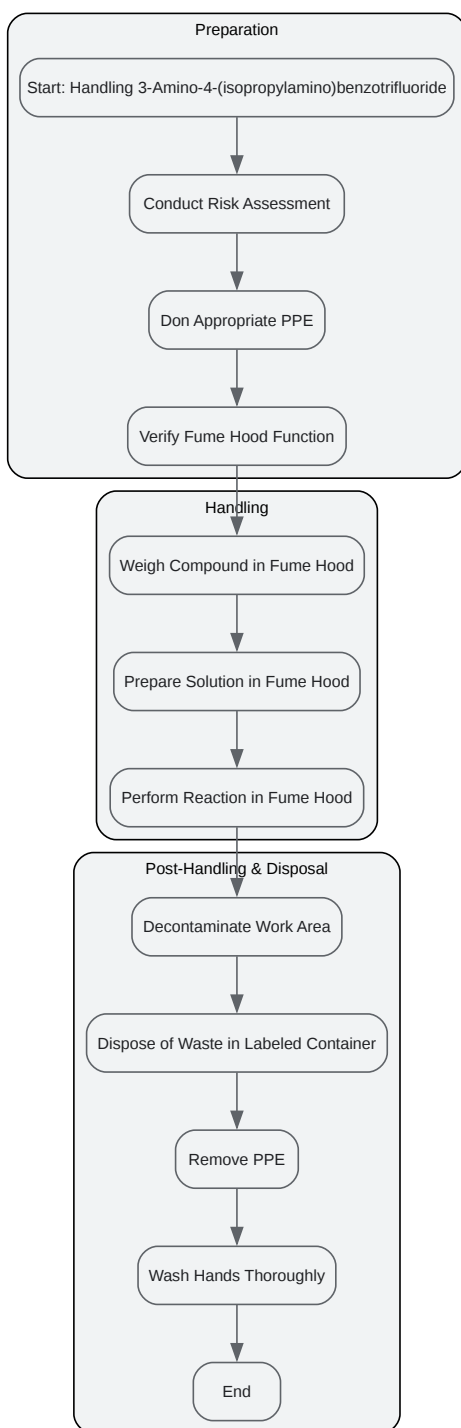 Preparation
Start: Handling 3-Amino-4-(isopropylamino)benzotrifluoride
Conduct Risk Assessment
Don Appropriate PPE
Verify Fume Hood Function
Handling
Weigh Compound in Fume Hood
Prepare Solution in Fume Hood
Perform Reaction in Fume Hood
Post-Handling & Disposal
Decontaminate Work Area
Dispose of Waste in Labeled Container
Remove PPE
Wash Hands Thoroughly
End